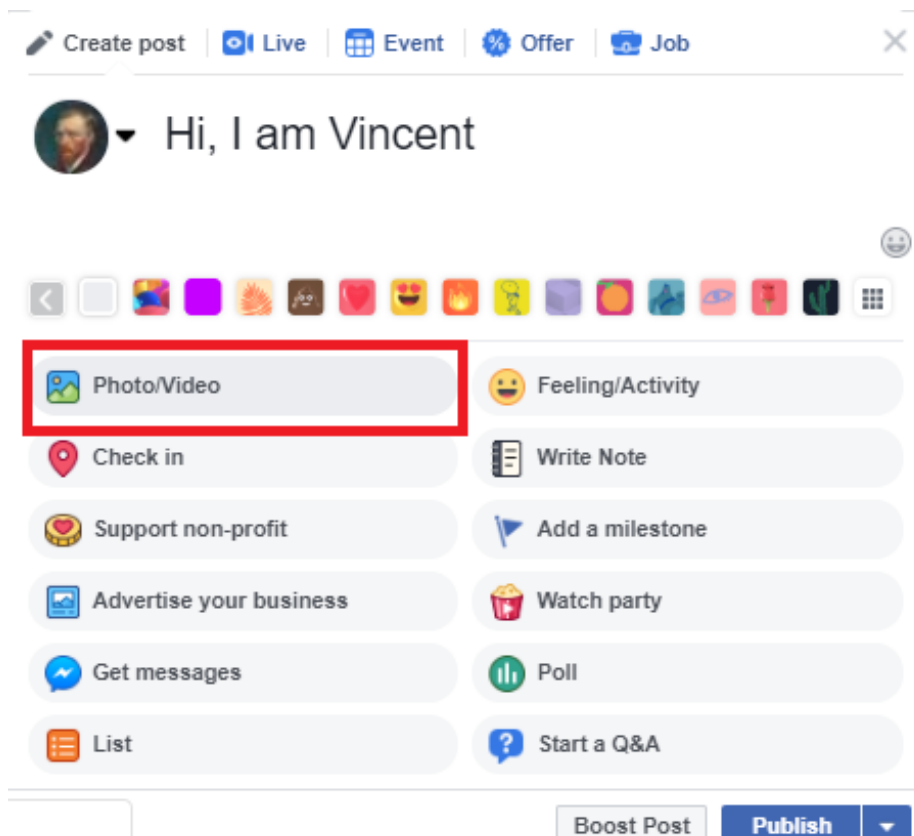 Create post Live Event Offer Job
Hi, I am Vincent
Photo/Video Feeling/Activity
Check in Write Note
Support non-profit Add a milestone
Advertise your business Watch party
Get messages Poll
List Start a Q&A
Boost Post Publish